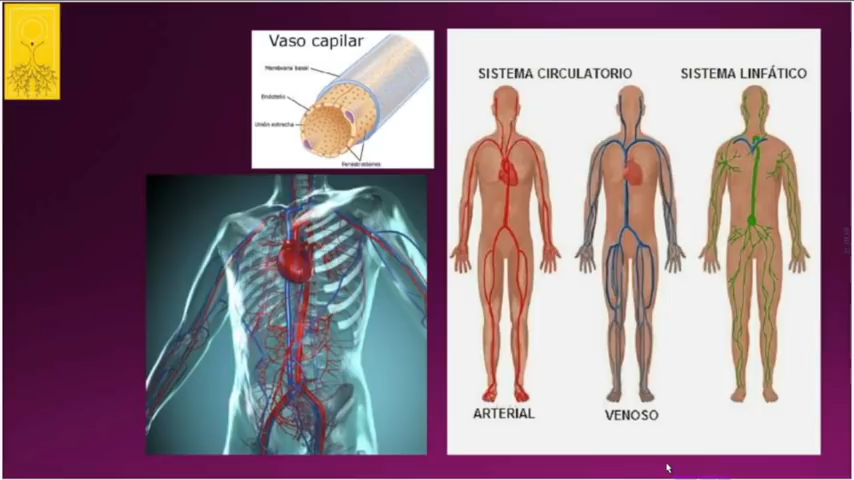 Vaso capilar
Membrana basal
Endotelio
Unión estrecha
Fenestraciones
SISTEMA CIRCULATORIO
SISTEMA LINFÁTICO
ARTERIAL
VENOSO